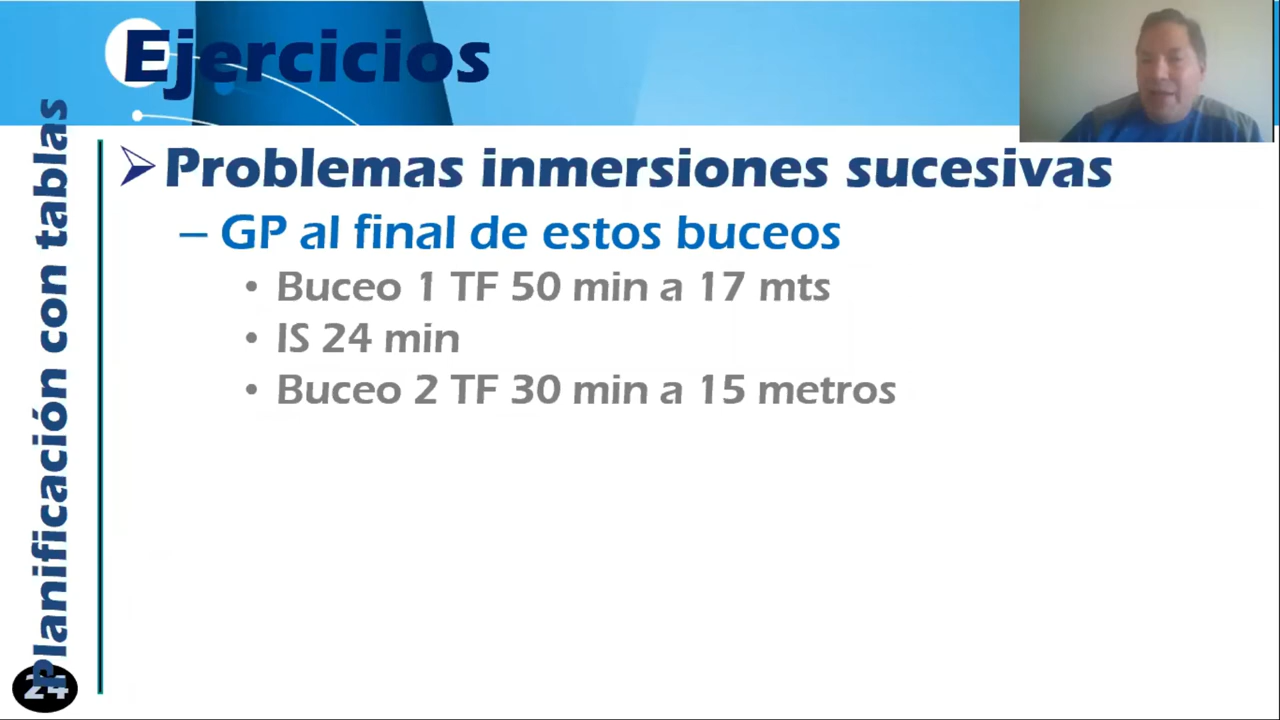 Ejercicios
Planificación con tablas
Problemas inmersiones sucesivas
– GP al final de estos buceos
• Buceo 1 TF 50 min a 17 mts
• IS 24 min
• Buceo 2 TF 30 min a 15 metros
24